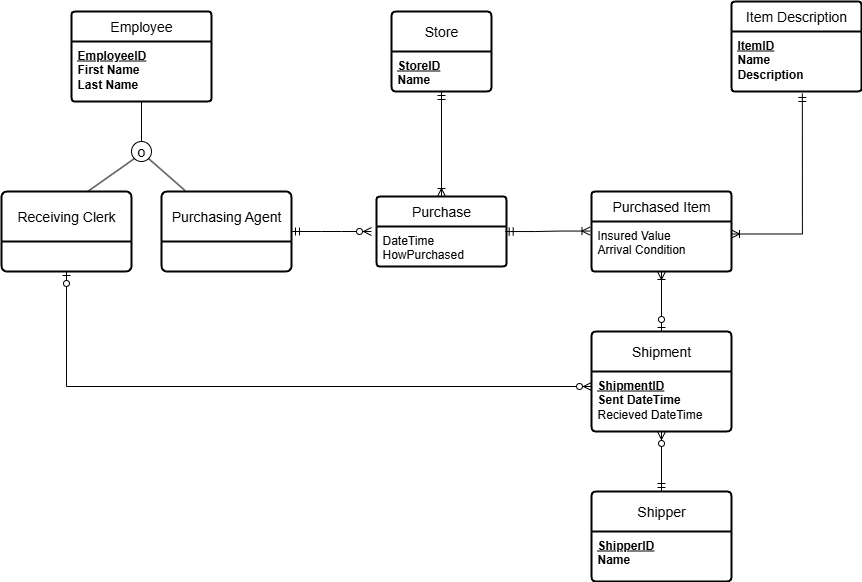 Employee
EmployeeID
First Name
Last Name
Store
StoreID
Name
Item Description
ItemID
Name
Description
o
Receiving Clerk
Purchasing Agent
Purchase
DateTime
HowPurchased
Purchased Item
Insured Value
Arrival Condition
Shipment
ShipmentID
Sent DateTime
Recieved DateTime
Shipper
ShipperID
Name